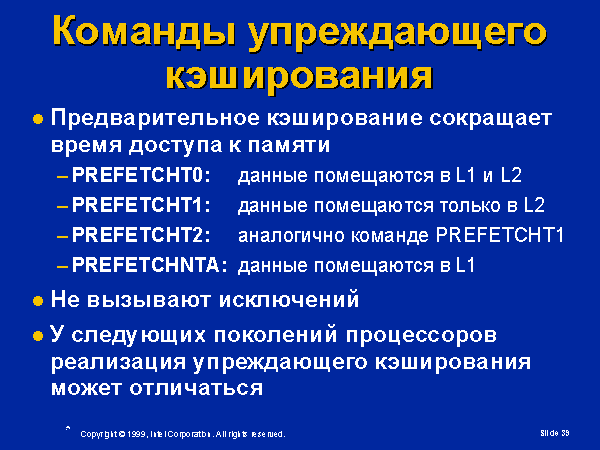 Команды упреждающего
кэширования
● Предварительное кэширование сокращает
время доступа к памяти
– PREFETCHT0: данные помещаются в L1 и L2
– PREFETCHT1: данные помещаются только в L2
– PREFETCHT2: аналогично команде PREFETCHT1
– PREFETCHNTA: данные помещаются в L1
● Не вызывают исключений
● У следующих поколений процессоров
реализация упреждающего кэширования
может отличаться
* Copyright © 1999, Intel Corporation. All rights reserved.
Slide 39